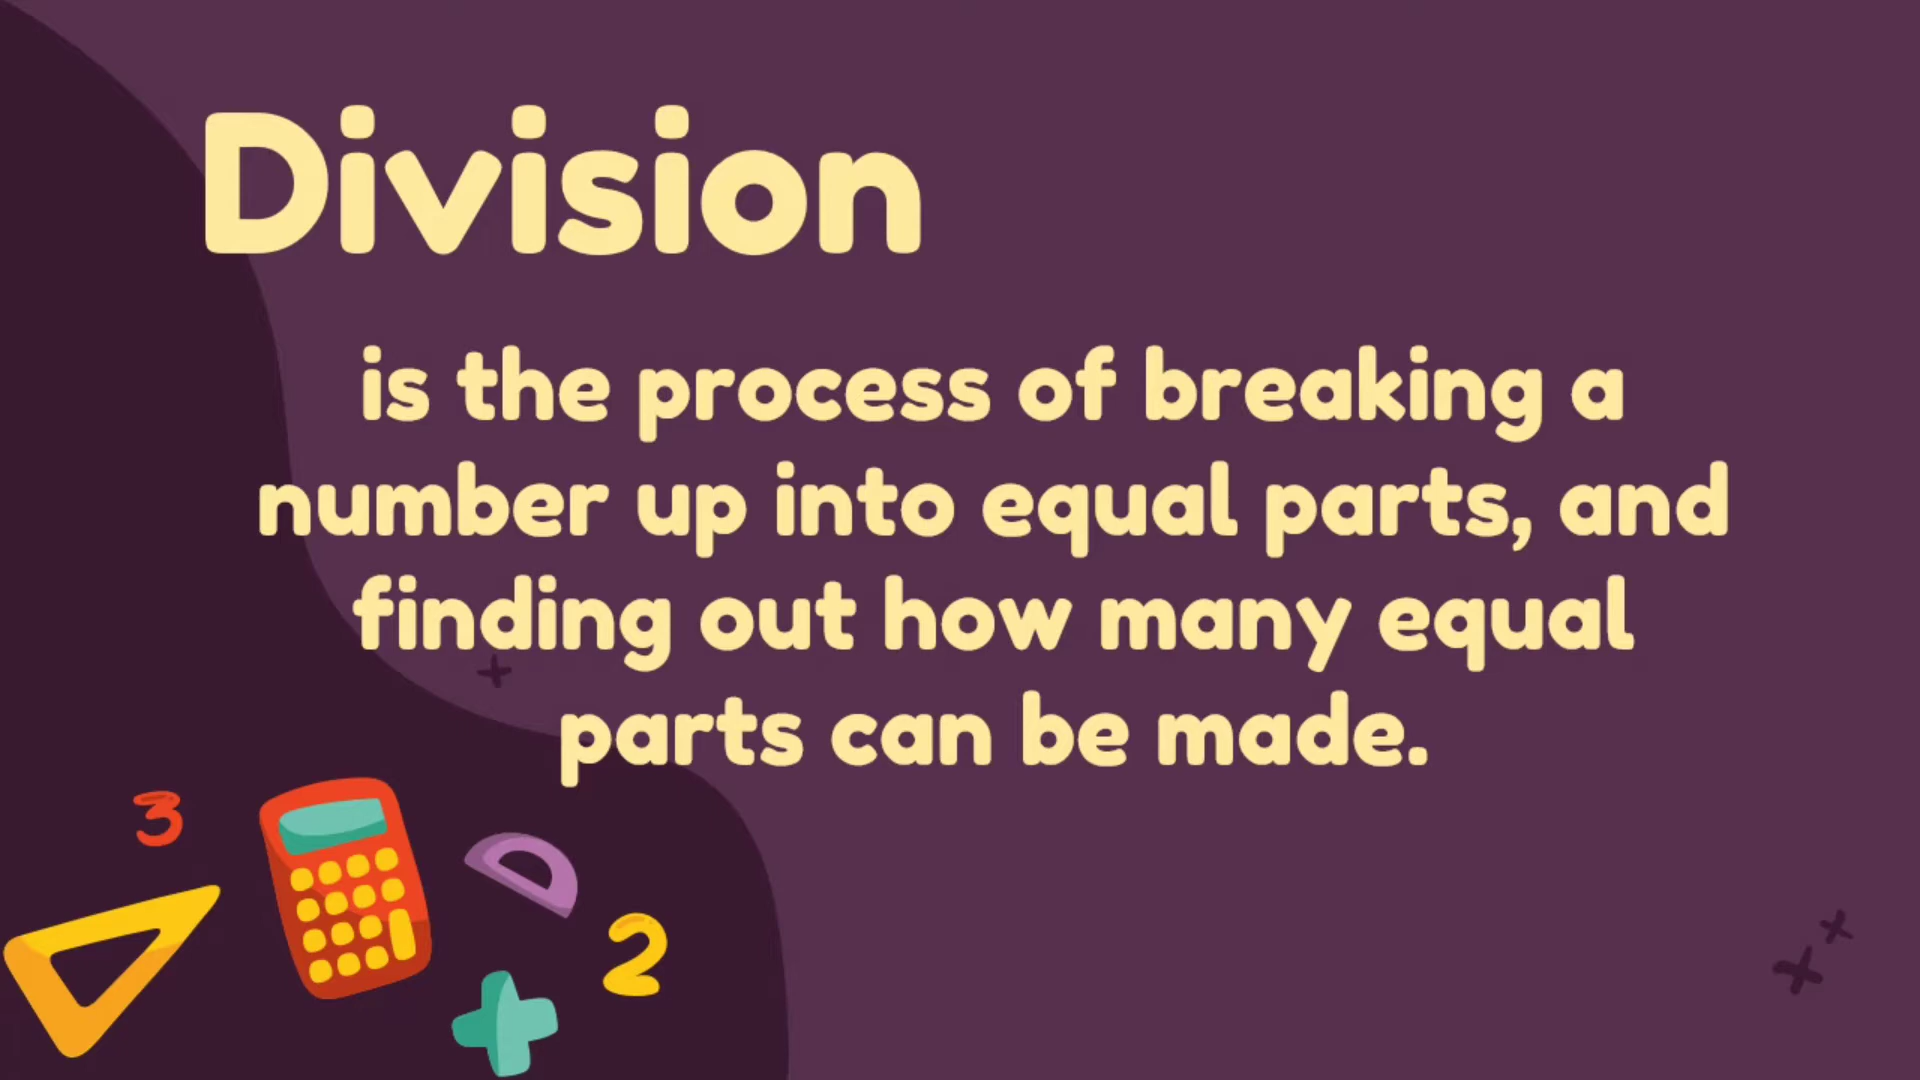 Division
is the process of breaking a
number up into equal parts, and
finding out how many equal
parts can be made.
3
2